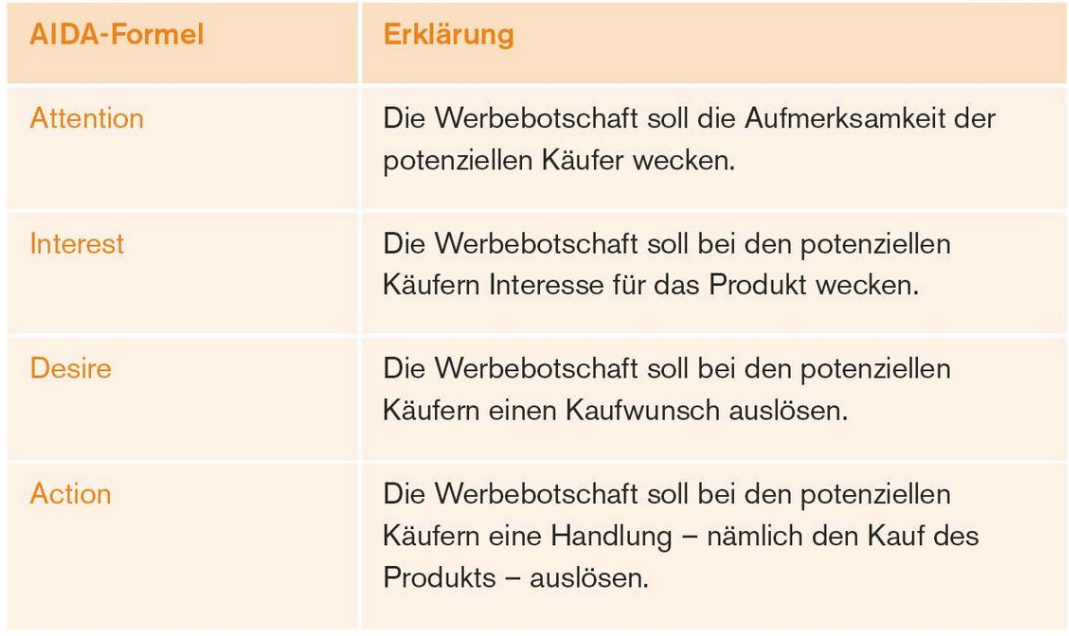 AIDA-Formel
Erklärung
Attention
Die Werbebotschaft soll die Aufmerksamkeit der
potenziellen Käufer wecken.
Interest
Die Werbebotschaft soll bei den potenziellen
Käufern Interesse für das Produkt wecken.
Desire
Die Werbebotschaft soll bei den potenziellen
Käufern einen Kaufwunsch auslösen.
Action
Die Werbebotschaft soll bei den potenziellen
Käufern eine Handlung – nämlich den Kauf des
Produkts – auslösen.